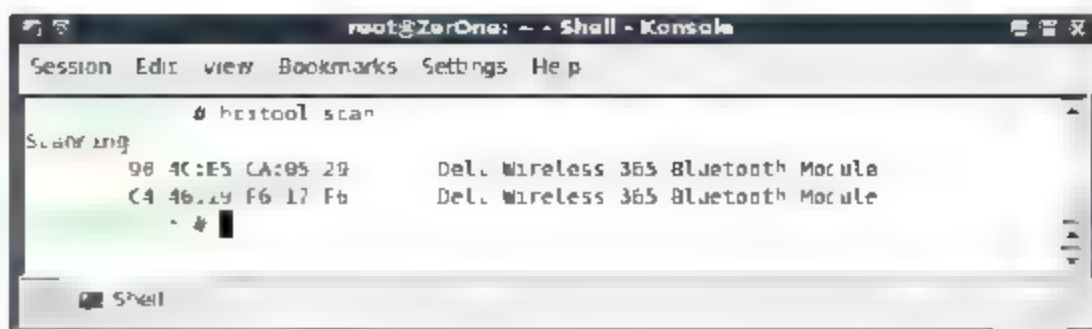 root@ZerOne: ~ - Shell - Konsole
Session Edit View Bookmarks Settings Help
# hcitool scan
Scanning
Dell Wireless 365 Bluetooth Module
Dell Wireless 365 Bluetooth Module
~ #
Shell